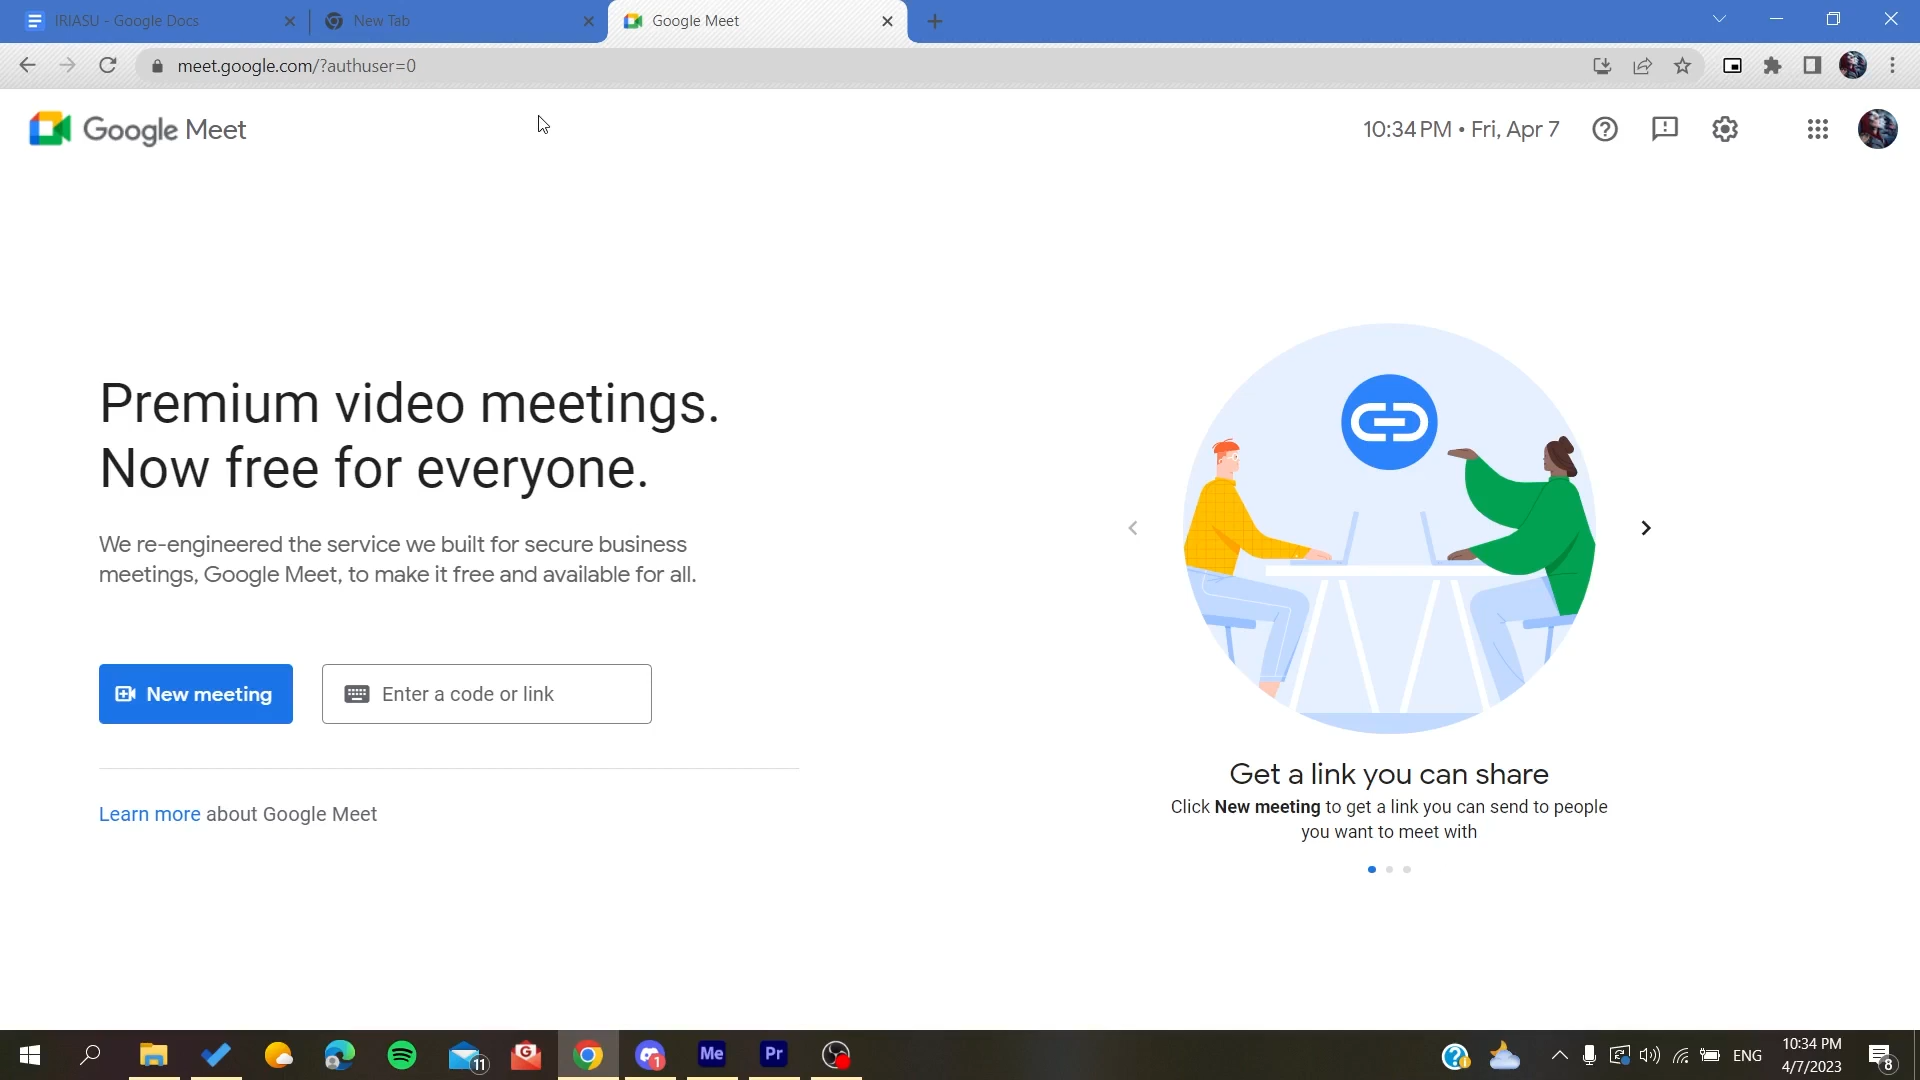 IRIASU - Google Docs
New Tab
Google Meet
meet.google.com/?authuser=0
Google Meet
10:34 PM • Fri, Apr 7
Premium video meetings.
Now free for everyone.
We re-engineered the service we built for secure business
meetings, Google Meet, to make it free and available for all.
New meeting
Enter a code or link
Learn more about Google Meet
Get a link you can share
Click New meeting to get a link you can send to people
you want to meet with
11
G
1
Me
Pr
ENG
10:34 PM
4/7/2023
8